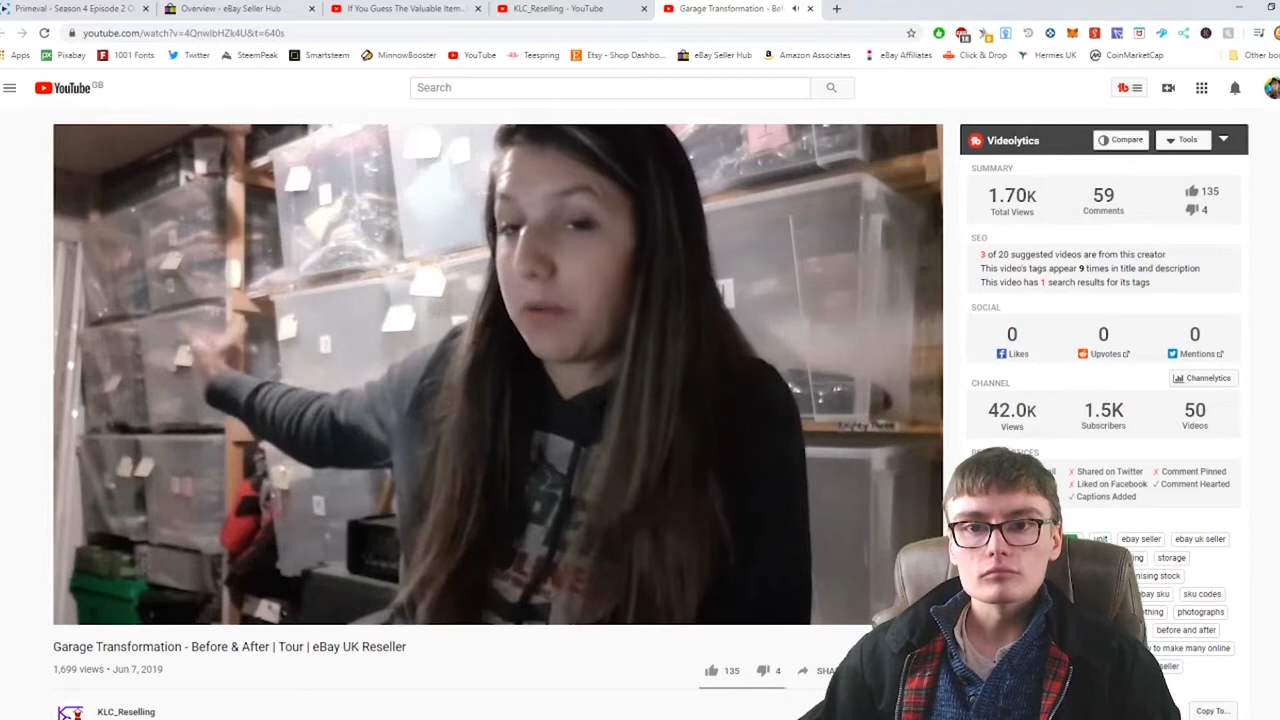 Primeval - Season 4 Episode 2 O
Overview - eBay Seller Hub
If You Guess The Valuable Item..
KLC_Reselling - YouTube
Garage Transformation - Be
youtube.com/watch?v=4QnwlbHZk4U&t=640s
Apps
Pixabay
1001 Fonts
Twitter
SteemPeak
Smartsteem
MinnowBooster
YouTube
Teespring
Etsy - Shop Dashbo...
eBay Seller Hub
Amazon Associates
eBay Affiliates
Click & Drop
Hermes UK
CoinMarketCap
Other boo
YouTube GB
Search
Videolytics
Compare
Tools
SUMMARY
1.70K
59
135
Total Views
Comments
4
SEO
3 of 20 suggested videos are from this creator
This video's tags appear 9 times in title and description
This video has 1 search results for its tags
SOCIAL
0
0
0
Likes
Upvotes
Mentions
Channelytics
CHANNEL
42.0K
1.5K
50
Views
Subscribers
Videos
Shared on Twitter
Comment Pinned
Liked on Facebook
Comment Hearted
Captions Added
unit
ebay seller
ebay uk seller
storage
sku codes
photographs
before and after
Garage Transformation - Before & After | Tour | eBay UK Reseller
1,699 views • Jun 7, 2019
135
4
SHA
KLC_Reselling
Copy To...